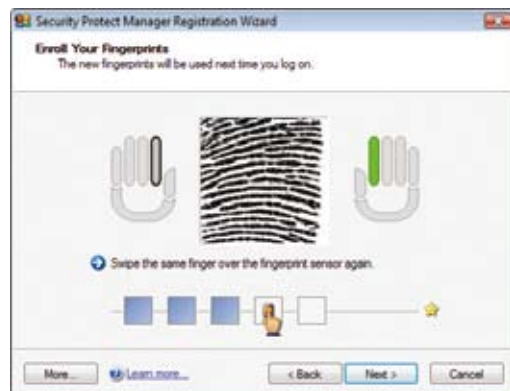 Security Protect Manager Registration Wizard
Enroll Your Fingerprints
The new fingerprints will be used next time you log on.
Swipe the same finger over the fingerprint sensor again.
More... Learn more... < Back Next > Cancel